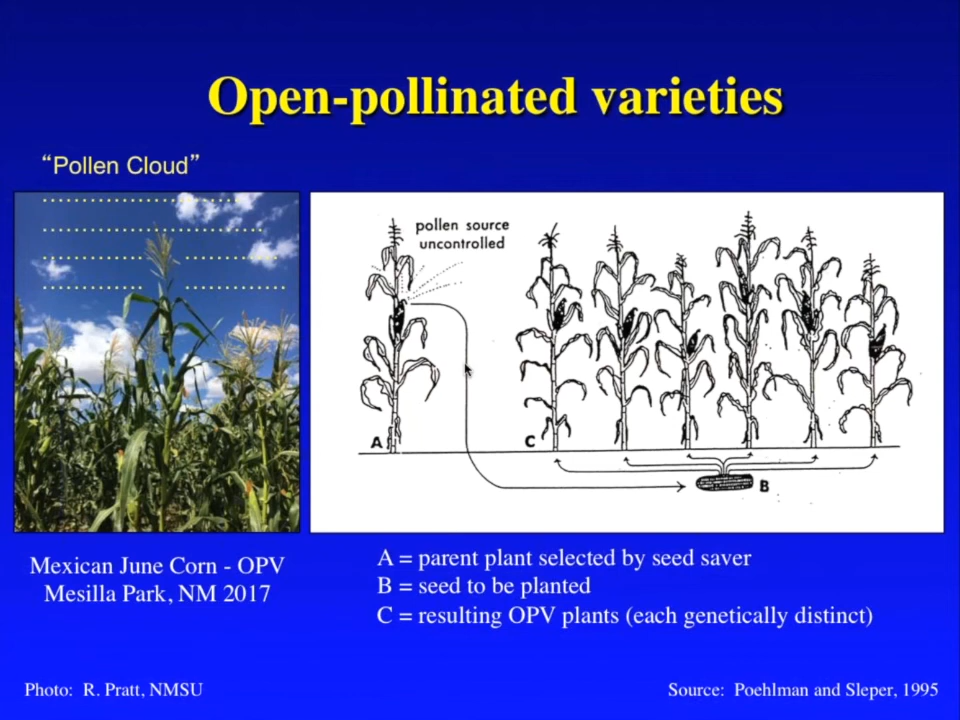 Open-pollinated varieties
“Pollen Cloud”
pollen source
uncontrolled
A
C
B
Mexican June Corn - OPV
Mesilla Park, NM 2017
A = parent plant selected by seed saver
B = seed to be planted
C = resulting OPV plants (each genetically distinct)
Photo: R. Pratt, NMSU
Source: Poehlman and Sleper, 1995